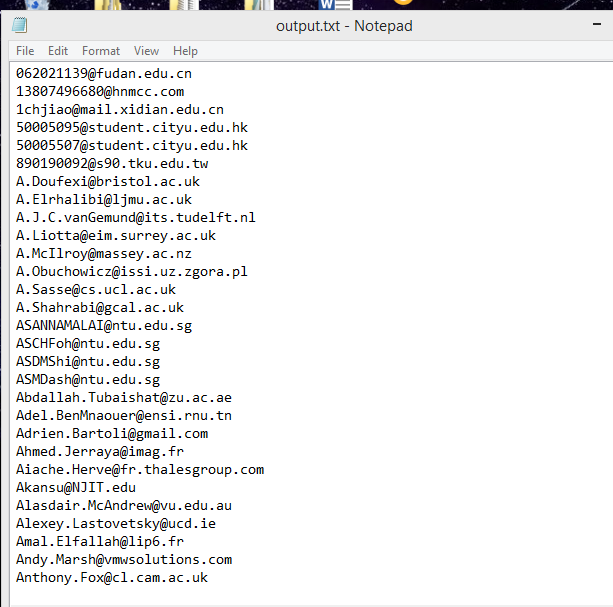 output.txt - Notepad
File Edit Format View Help
062021139@fudan.edu.cn
13807496680@hnmcc.com
1chjiao@mail.xidian.edu.cn
50005095@student.cityu.edu.hk
50005507@student.cityu.edu.hk
890190092@s90.tku.edu.tw
A.Doufexi@bristol.ac.uk
A.Elrhalibi@ljmu.ac.uk
A.J.C.vanGemund@its.tudelft.nl
A.Liotta@eim.surrey.ac.uk
A.McIlroy@massey.ac.nz
A.Obuchowicz@issi.uz.zgora.pl
A.Sasse@cs.ucl.ac.uk
A.Shahrabi@gcal.ac.uk
ASANNAMALAI@ntu.edu.sg
ASCHFoh@ntu.edu.sg
ASDMShi@ntu.edu.sg
ASMDash@ntu.edu.sg
Abdallah.Tubaishat@zu.ac.ae
Adel.BenMnaouer@ensi.rnu.tn
Adrien.Bartoli@gmail.com
Ahmed.Jerraya@imag.fr
Aiache.Herve@fr.thalesgroup.com
Akansu@NJIT.edu
Alasdair.McAndrew@vu.edu.au
Alexey.Lastovetsky@ucd.ie
Amal.Elfallah@lip6.fr
Andy.Marsh@vmwsolutions.com
Anthony.Fox@cl.cam.ac.uk